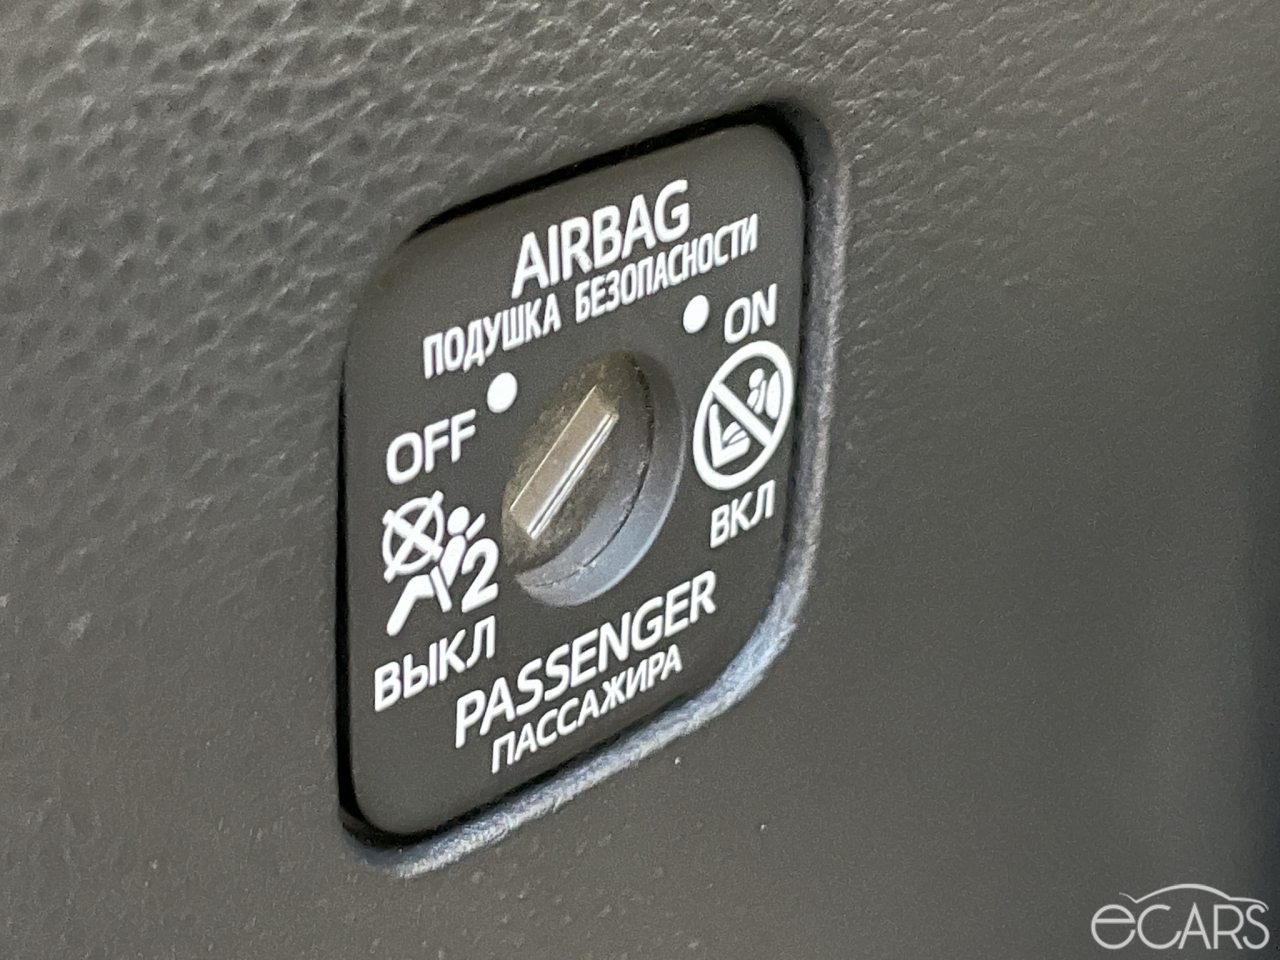 AIRBAG
ПОДУШКА БЕЗОПАСНОСТИ
OFF
ON
2
ВЫКЛ
ВКЛ
PASSENGER
ПАССАЖИРА
eCARS